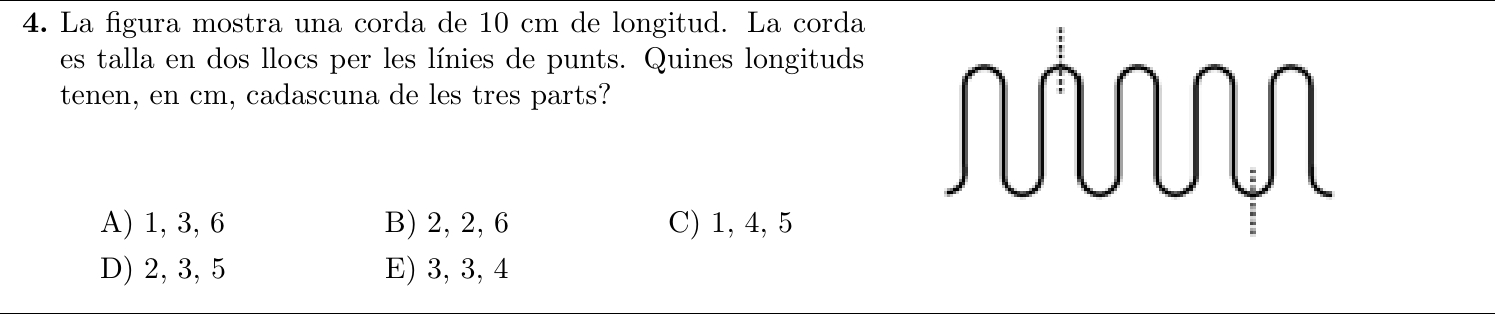 4. La figura mostra una corda de 10 cm de longitud. La corda
es talla en dos llocs per les línies de punts. Quines longituds
tenen, en cm, cadascuna de les tres parts?
A) 1, 3, 6 B) 2, 2, 6 C) 1, 4, 5
D) 2, 3, 5 E) 3, 3, 4